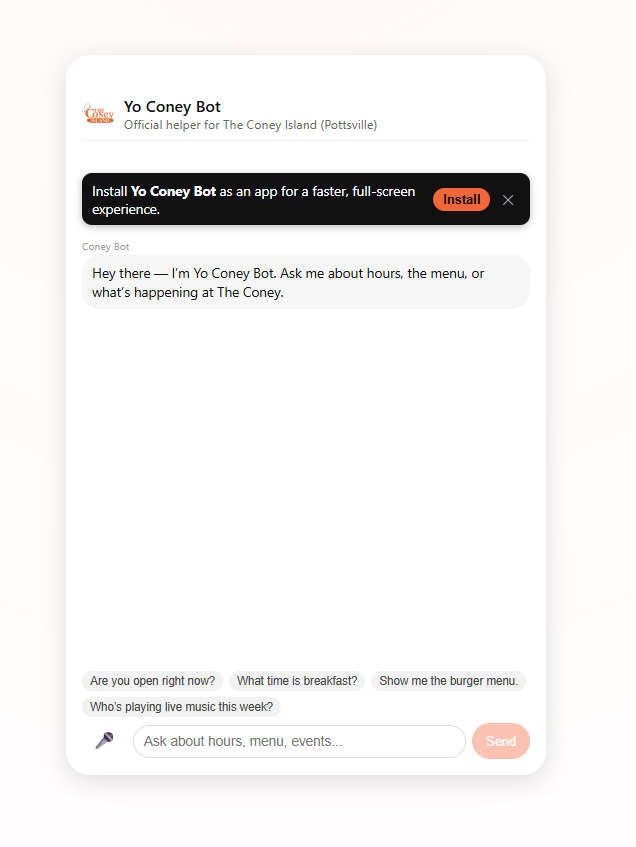 THE
CONEY
ISLAND
Yo Coney Bot
Official helper for The Coney Island (Pottsville)
Install Yo Coney Bot as an app for a faster, full-screen
experience.
Install
Coney Bot
Hey there — I’m Yo Coney Bot. Ask me about hours, the menu, or
what’s happening at The Coney.
Are you open right now?
What time is breakfast?
Show me the burger menu.
Who’s playing live music this week?
Ask about hours, menu, events...
Send